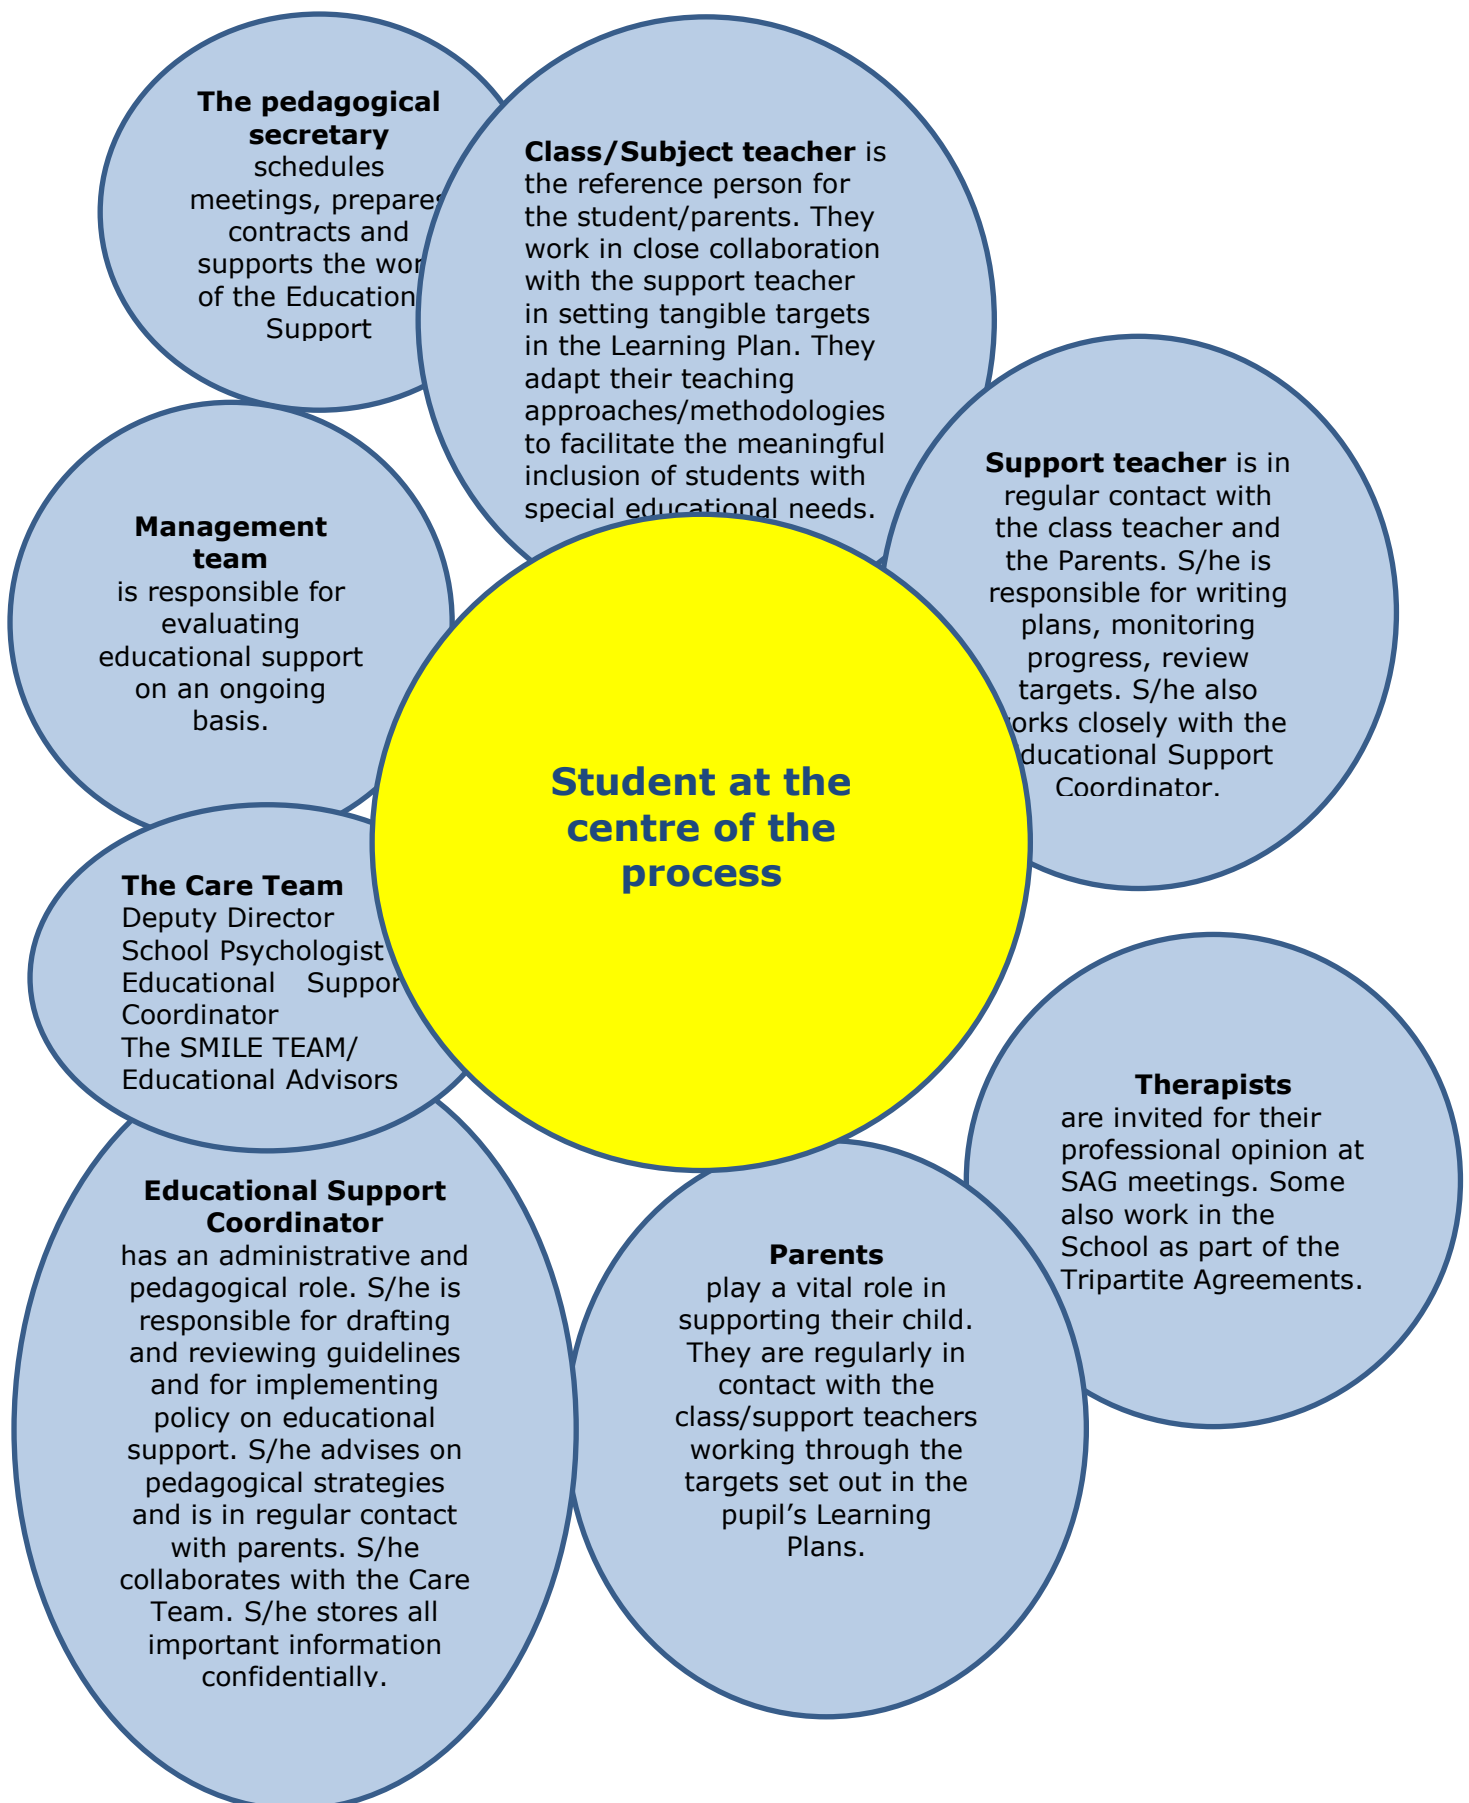 The pedagogical
secretary
schedules
meetings, prepares
contracts and
supports the
of the
Support
Class/Subject teacher is
the reference person for
the student/parents. They
work in close collaboration
with the support teacher
in setting tangible targets
in the Learning Plan. They
adapt their teaching
approaches/methodologies
to facilitate the meaningful
inclusion of students with
special educational needs.
Support teacher is in
regular contact with
the class teacher and
the Parents. S/he is
responsible for writing
plans, monitoring
progress, review
targets. S/he also
closely with the
Support
Coordinator.
Management
team
is responsible for
evaluating
educational support
on an ongoing
basis.
Student at the
centre of the
process
The Care Team
Deputy Director
School Psychologist
Educational
Coordinator
The SMILE TEAM/
Educational Advisors
Therapists
are invited for their
professional opinion at
SAG meetings. Some
also work in the
School as part of the
Tripartite Agreements.
Educational Support
Coordinator
has an administrative and
pedagogical role. S/he is
responsible for drafting
and reviewing guidelines
and for implementing
policy on educational
support. S/he advises on
pedagogical strategies
and is in regular contact
with parents. S/he
collaborates with the Care
Team. S/he stores all
important information
confidentially.
Parents
play a vital role in
supporting their child.
They are regularly in
contact with the
class/support teachers
working through the
targets set out in the
pupil’s Learning
Plans.